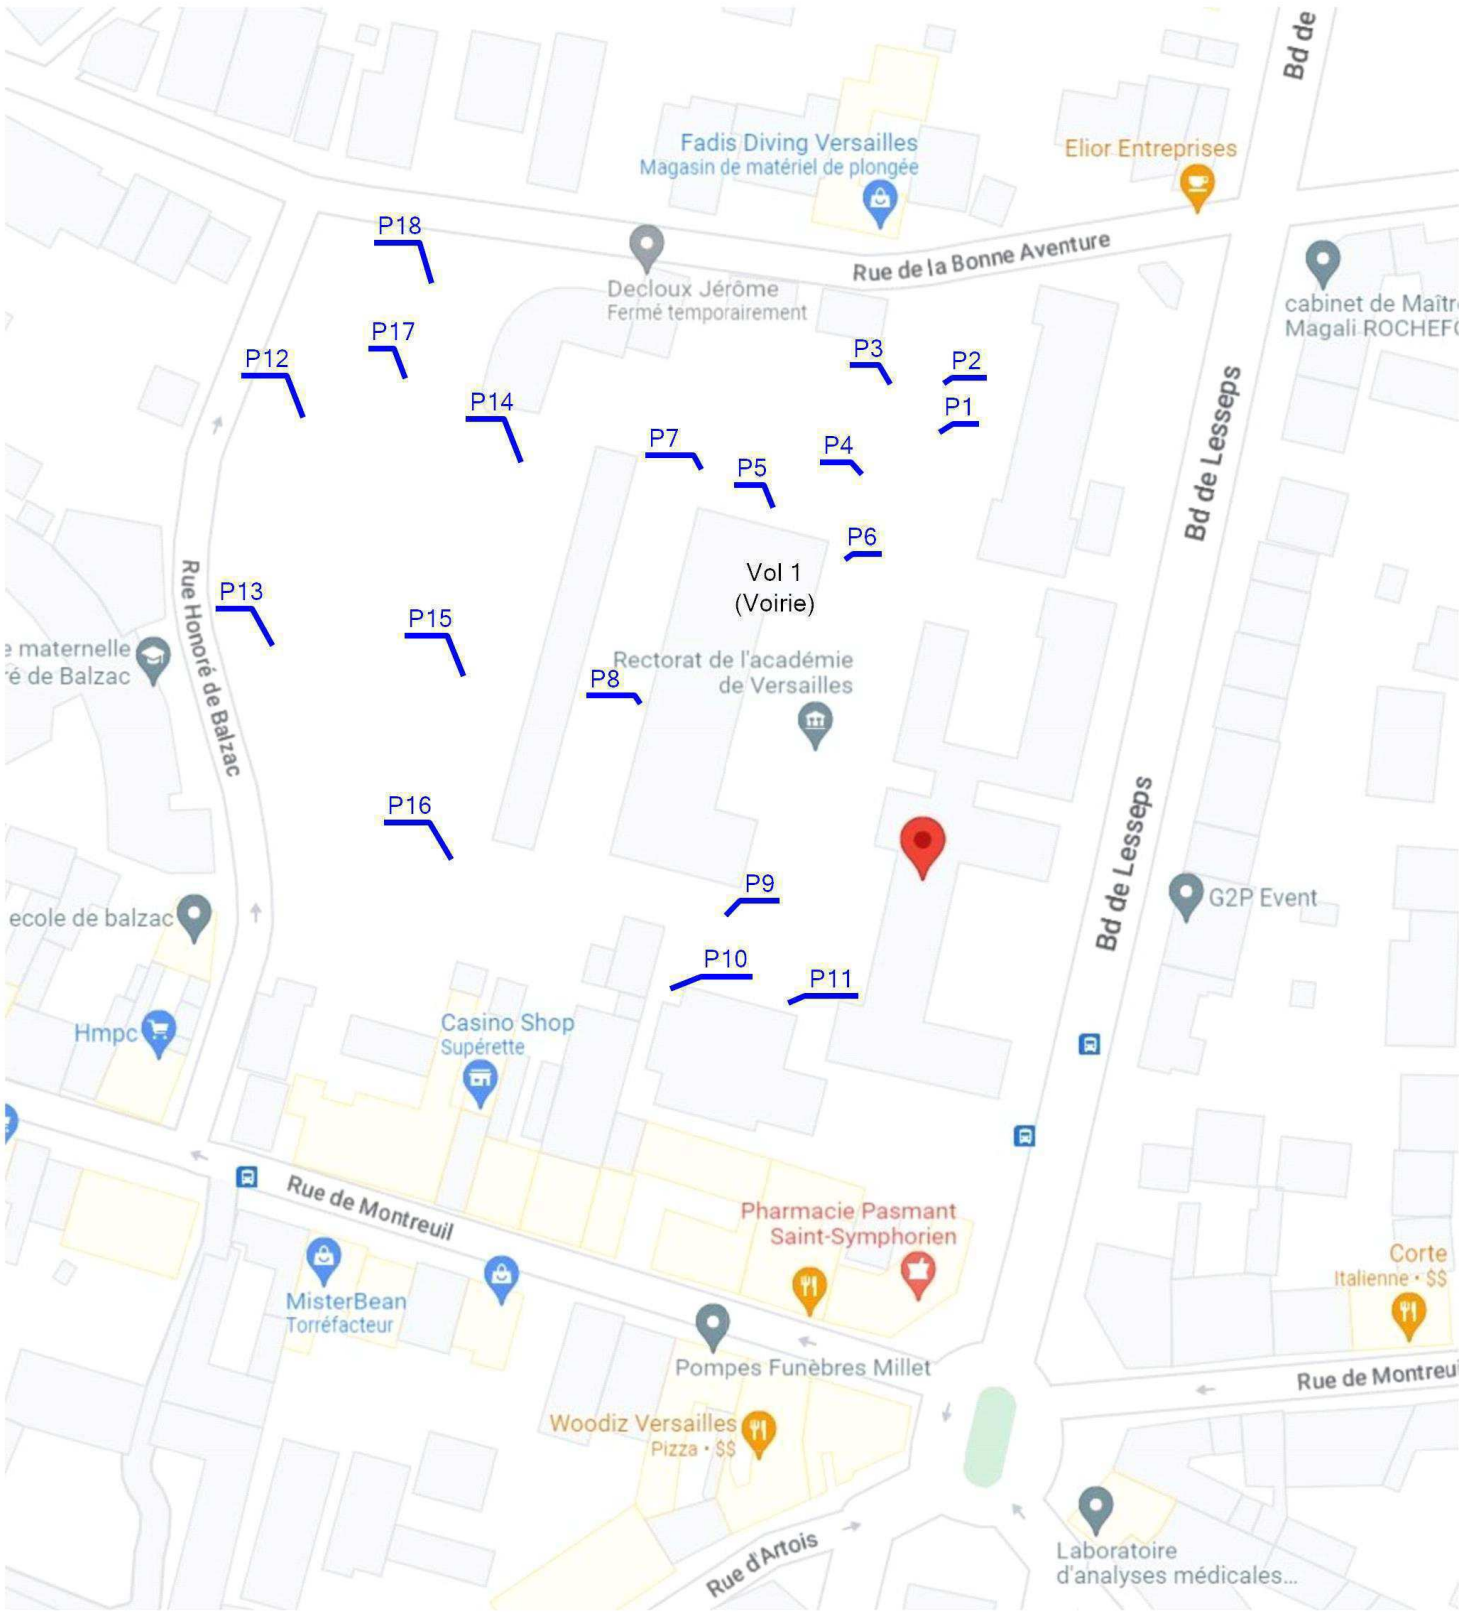 Bd de
Fadis Diving Versailles
Magasin de matériel de plongée
Elior Entreprises
P18
Rue de la Bonne Aventure
Decloux Jérôme
Fermé temporairement
cabinet de Maîtr
Magali ROCHEFO
P17
P12
P3
P2
P14
P1
Bd de Lesseps
P7
P4
P5
P6
Vol 1
(Voirie)
Rue Honoré de Balzac
P13
P15
e maternelle
ré de Balzac
Rectorat de l'académie
de Versailles
P8
P16
Bd de Lesseps
P9
G2P Event
ecole de balzac
P10
P11
Casino Shop
Supérette
Hmpc
Rue de Montreuil
Pharmacie Pasmant
Saint-Symphorien
Corte
Italienne • $$
MisterBean
Torréfacteur
Pompes Funèbres Millet
Rue de Montreui
Woodiz Versailles
Pizza • $$
Rue d'Artois
Laboratoire
d'analyses médicales...